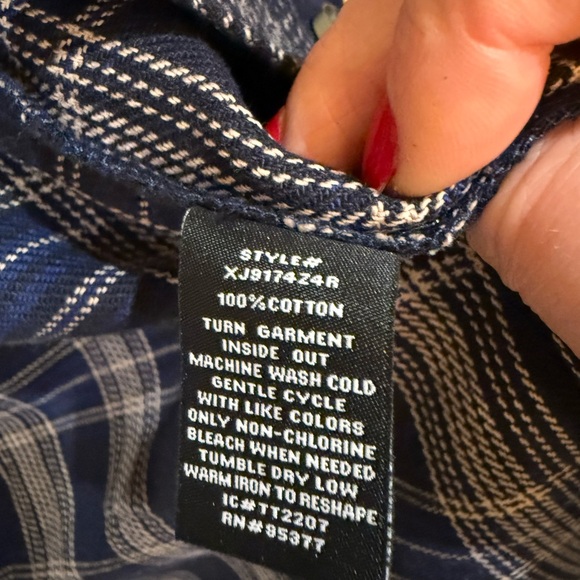 STYLE#
XJ9174Z4R
100%COTTON
TURN GARMENT
INSIDE OUT
MACHINE WASH COLD
GENTLE CYCLE
WITH LIKE COLORS
ONLY NON-CHLORINE
BLEACH WHEN NEEDED
TUMBLE DRY LOW
WARM IRON TO RESHAPE
IC#TT2207
RN#95377